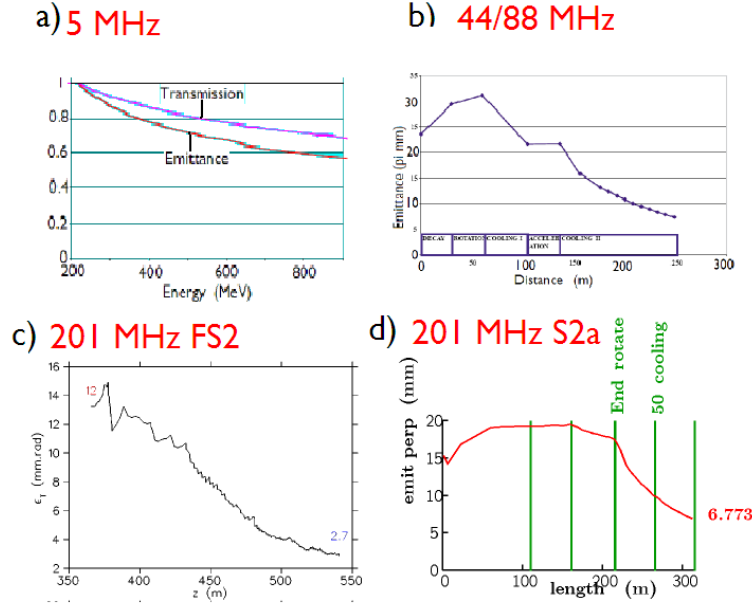 a) 5 MHz
b) 44/88 MHz
1
0.8
0.6
0.4
0.2
0
Transmission
Emittance
200
400
600
800
Energy (MeV)
Emittance (pi mm)
35
30
25
20
15
10
5
0
DECAY
ROTATION
COOLING I
ACCELER
ATION
COOLING II
0
50
100
150
200
250
300
Distance (m)
c) 201 MHz FS2
d) 201 MHz S2a
16
14
12
10
8
6
4
2
0
12
2.7
ε_T (mm.rad)
350
400
450
500
550
z (m)
emit perp (mm)
20
15
10
5
0
End rotate
50 cooling
6.773
0
100
200
300
length (m)